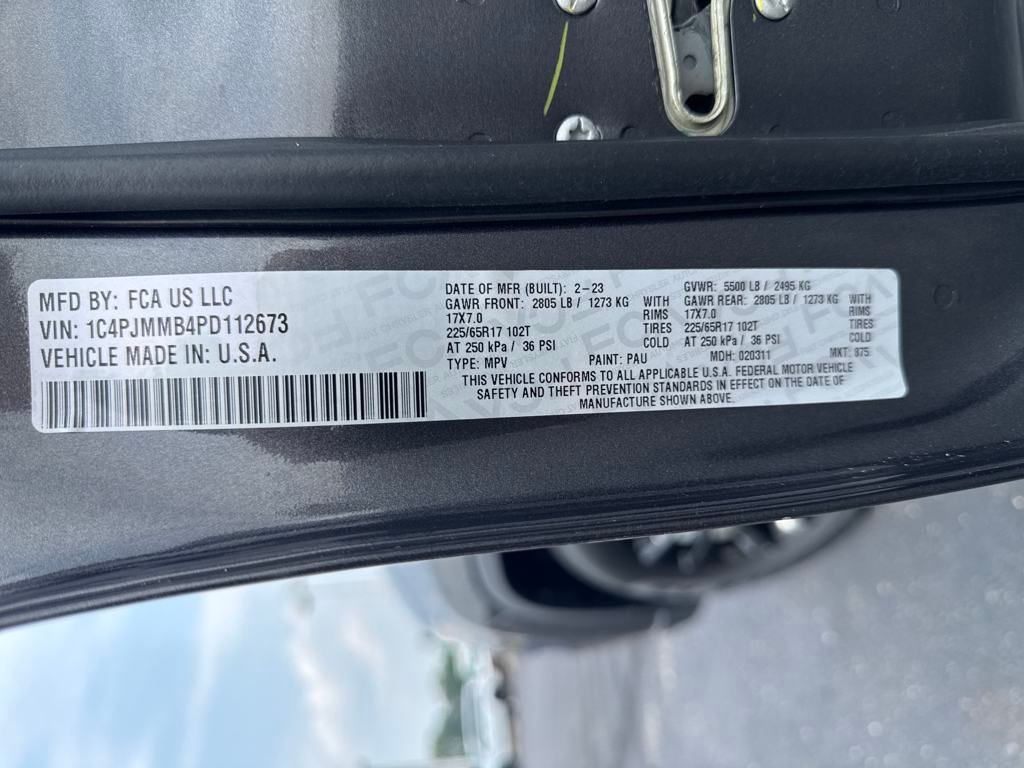 MFD BY: FCA US LLC
VIN: 1C4PJMMB4PD112673
VEHICLE MADE IN: U.S.A.
DATE OF MFR (BUILT): 2-23 GVWR: 5500 LB / 2495 KG
GAWR FRONT: 2805 LB / 1273 KG WITH GAWR REAR: 2805 LB / 1273 KG WITH
17X7.0 RIMS 17X7.0 RIMS
225/65R17 102T TIRES 225/65R17 102T TIRES
AT 250 kPa / 36 PSI COLD AT 250 kPa / 36 PSI COLD
TYPE: MPV PAINT: PAU MDH: 020311 MKT: 875
THIS VEHICLE CONFORMS TO ALL APPLICABLE U.S.A. FEDERAL MOTOR VEHICLE
SAFETY AND THEFT PREVENTION STANDARDS IN EFFECT ON THE DATE OF
MANUFACTURE SHOWN ABOVE.